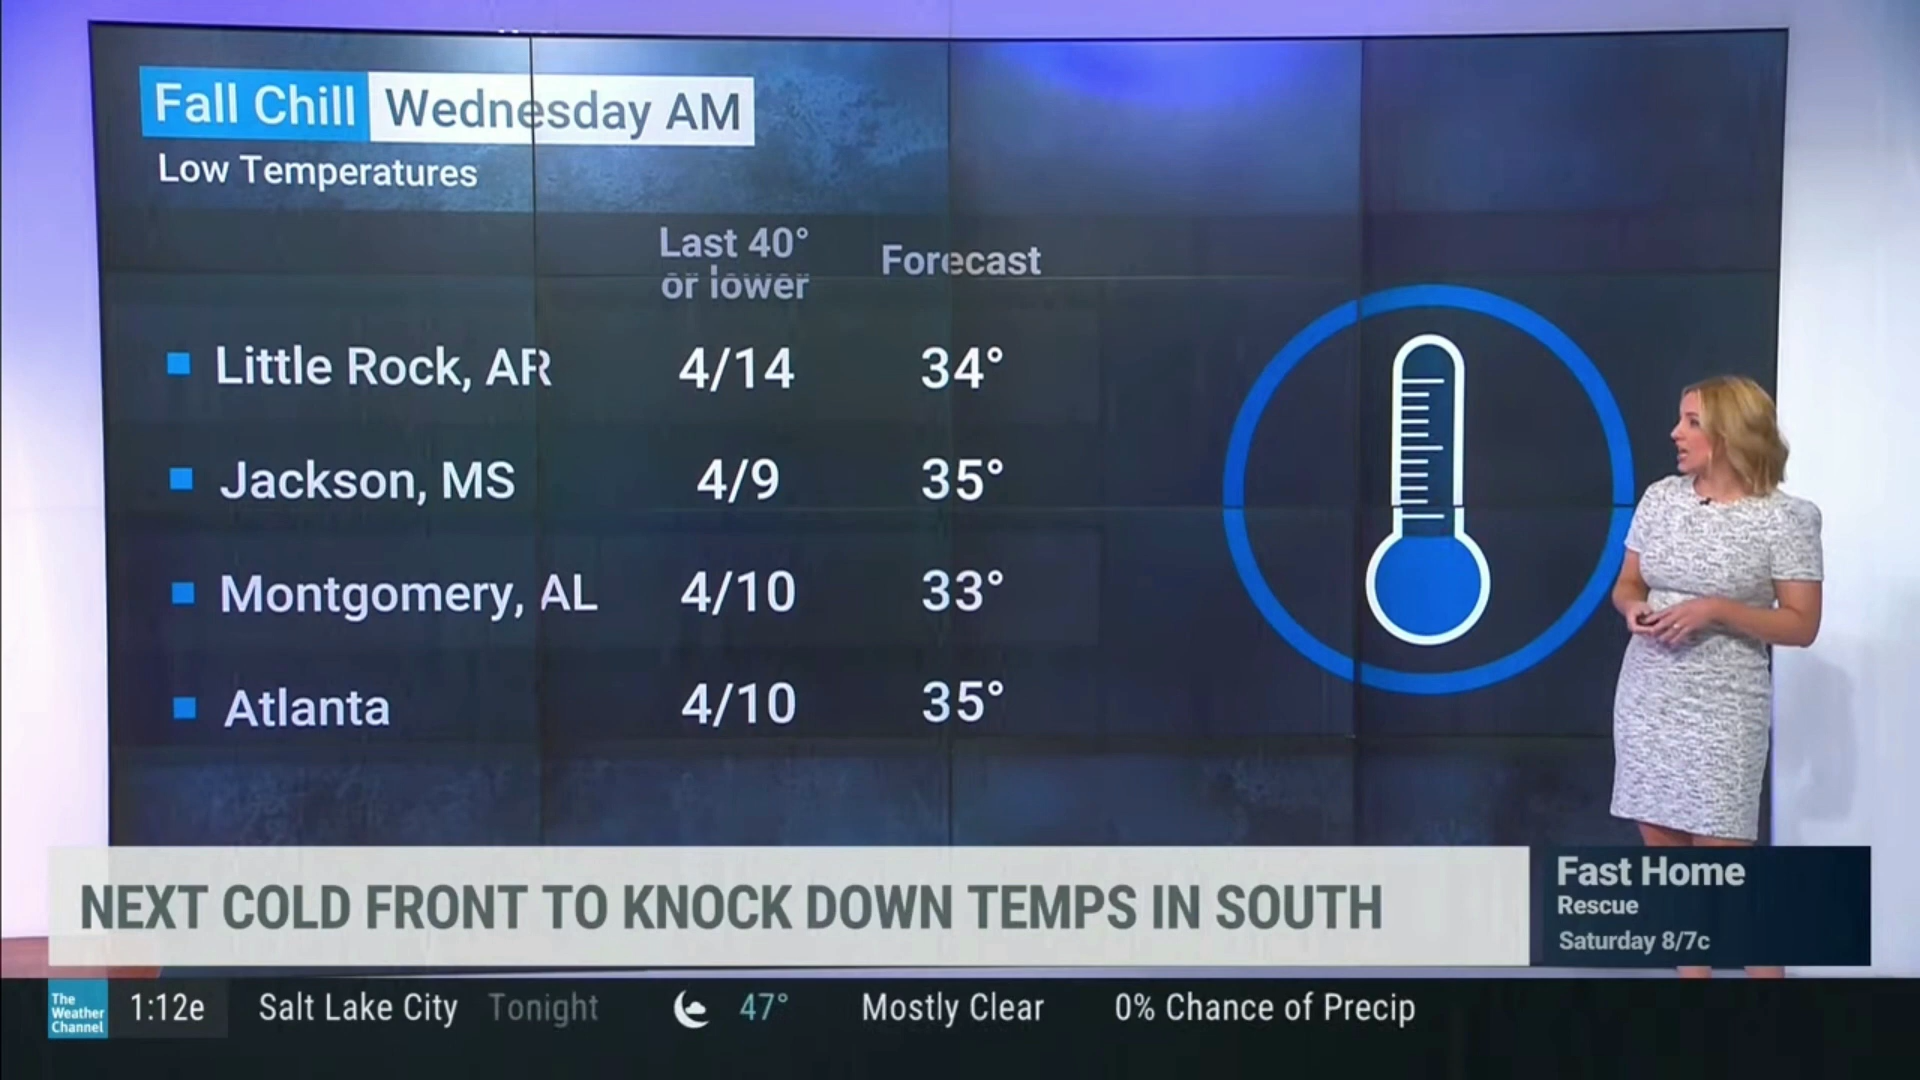 Fall Chill Wednesday AM
Low Temperatures
Last 40° or lower
Forecast
Little Rock, AR 4/14 34°
Jackson, MS 4/9 35°
Montgomery, AL 4/10 33°
Atlanta 4/10 35°
NEXT COLD FRONT TO KNOCK DOWN TEMPS IN SOUTH
Fast Home
Rescue
Saturday 8/7c
The
Weather
Channel
1:12e Salt Lake City Tonight 47° Mostly Clear 0% Chance of Precip